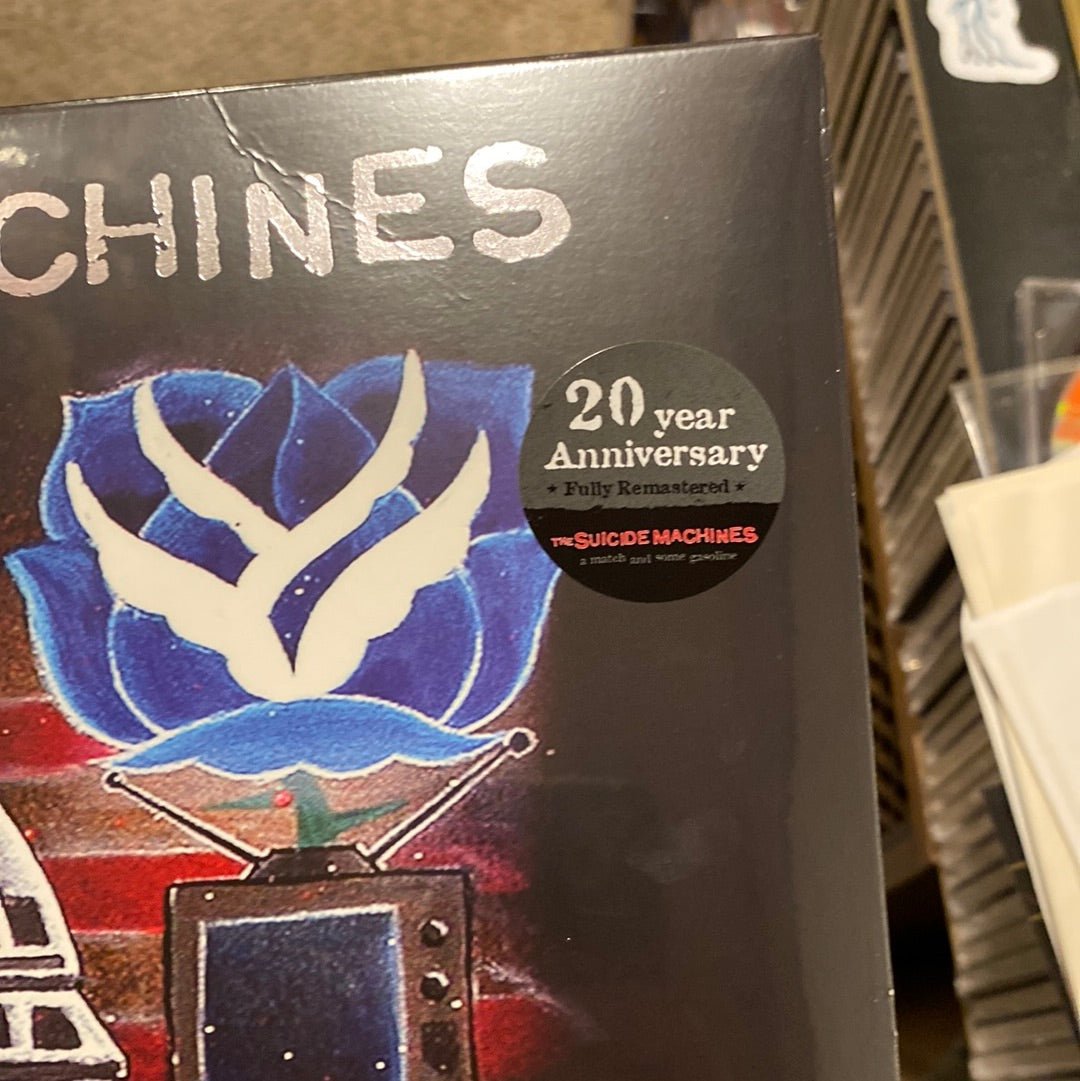 CHINES
20 year
Anniversary
★ Fully Remastered ★
THE SUICIDE MACHINES
a match and some gasoline